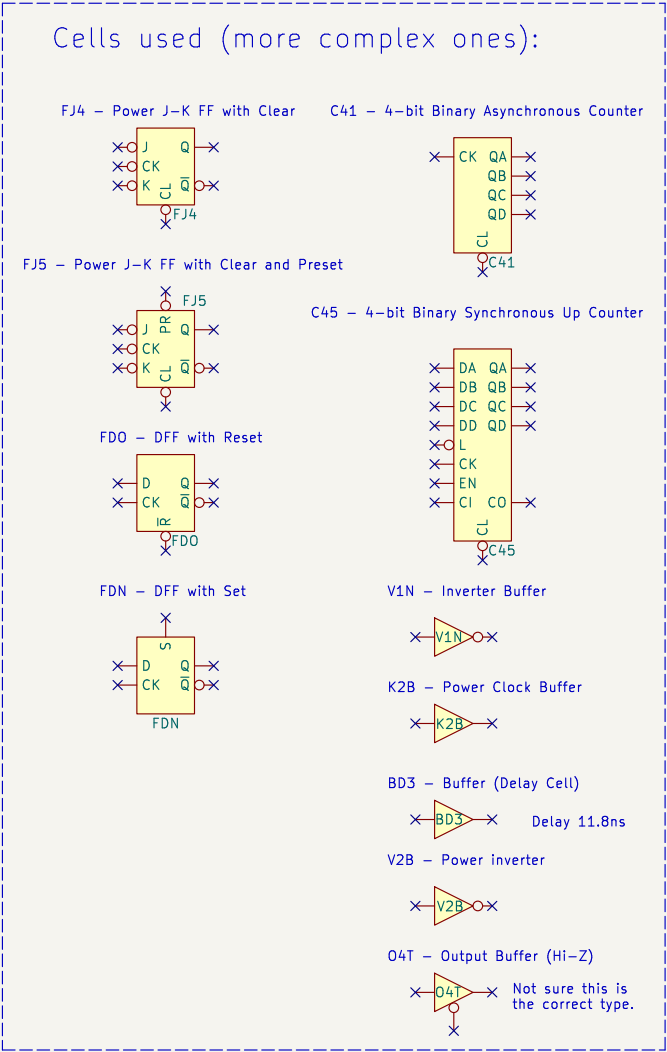 Cells used (more complex ones):
FJ4 – Power J-K FF with Clear
J Q
CK
K Q̅
CL
FJ4
FJ5 – Power J-K FF with Clear and Preset
FJ5
PR
J Q
CK
K Q̅
CL
FDO – DFF with Reset
D Q
CK Q̅
R̅
FDO
FDN – DFF with Set
S
D Q
CK Q̅
FDN
C41 – 4-bit Binary Asynchronous Counter
CK QA
QB
QC
QD
CL
C41
C45 – 4-bit Binary Synchronous Up Counter
DA QA
DB QB
DC QC
DD QD
L
CK
EN
CI CO
CL
C45
V1N – Inverter Buffer
V1N
K2B – Power Clock Buffer
K2B
BD3 – Buffer (Delay Cell)
BD3
Delay 11.8ns
V2B – Power inverter
V2B
O4T – Output Buffer (Hi-Z)
O4T
Not sure this is
the correct type.